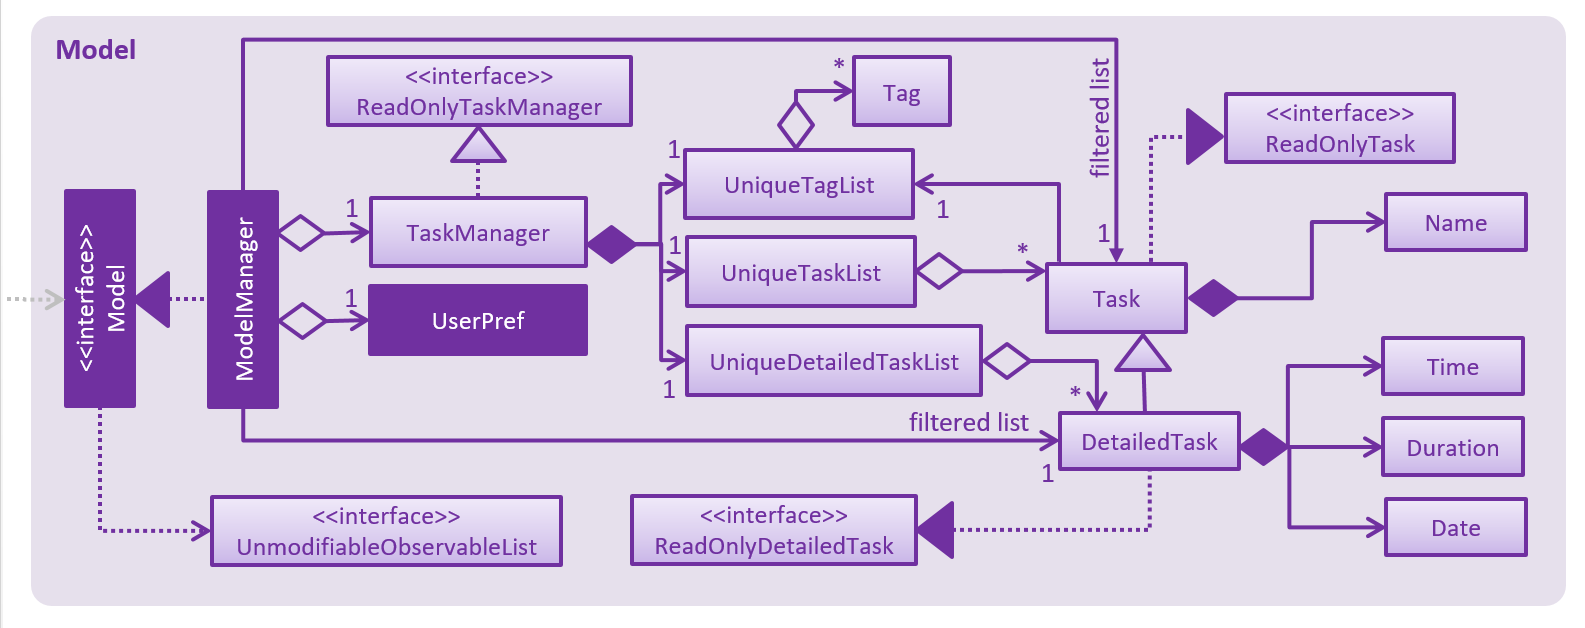 Model
<<interface>>
ReadOnlyTaskManager
*
Tag
filtered list
<<interface>>
ReadOnlyTask
1
UniqueTagList
1
<<interface>>
Model
ModelManager
1
TaskManager
1
UniqueTaskList
*
1
Task
Name
1
UserPref
UniqueDetailedTaskList
1
*
Time
filtered list
DetailedTask
1
Duration
<<interface>>
UnmodifiableObservableList
<<interface>>
ReadOnlyDetailedTask
Date